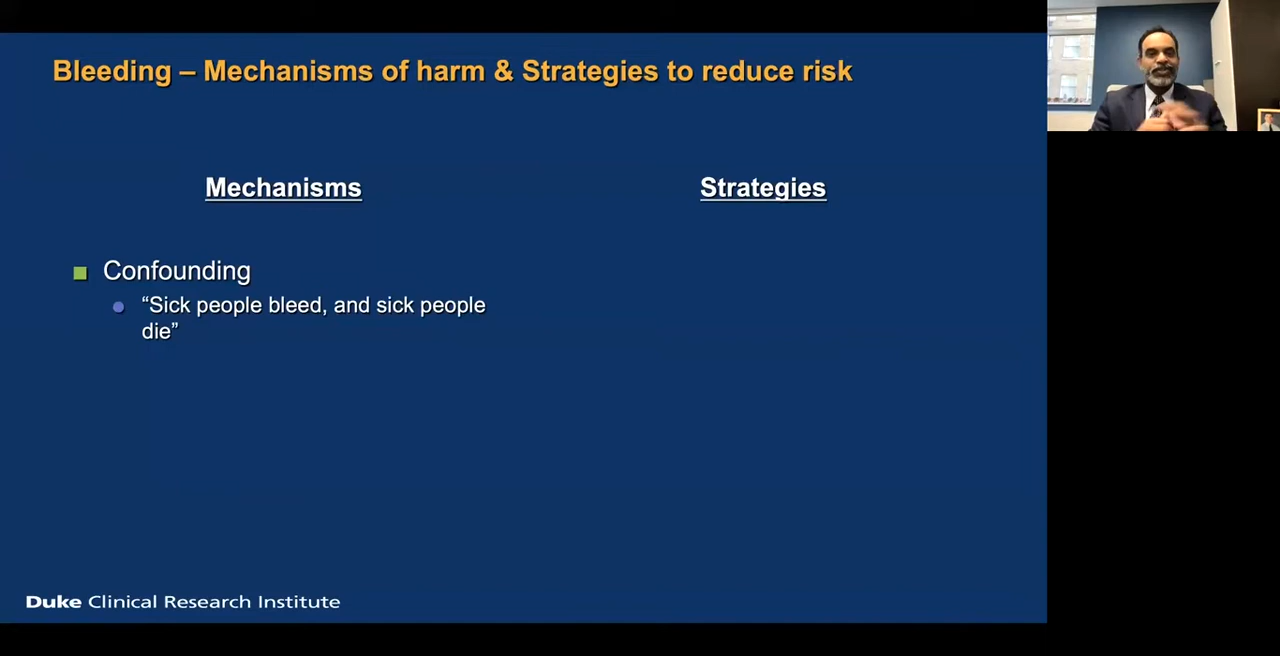 Bleeding – Mechanisms of harm & Strategies to reduce risk
Mechanisms
Strategies
Confounding
“Sick people bleed, and sick people
die”
Duke Clinical Research Institute